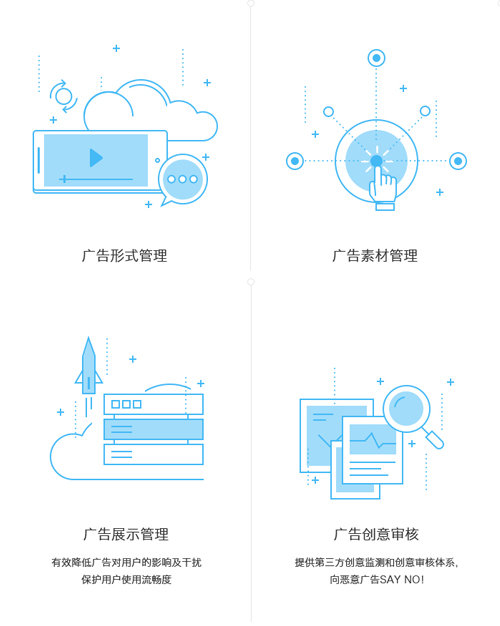 广告形式管理
广告素材管理
广告展示管理
有效降低广告对用户的影响及干扰
保护用户使用流畅度
广告创意审核
提供第三方创意监测和创意审核体系,
向恶意广告SAY NO!